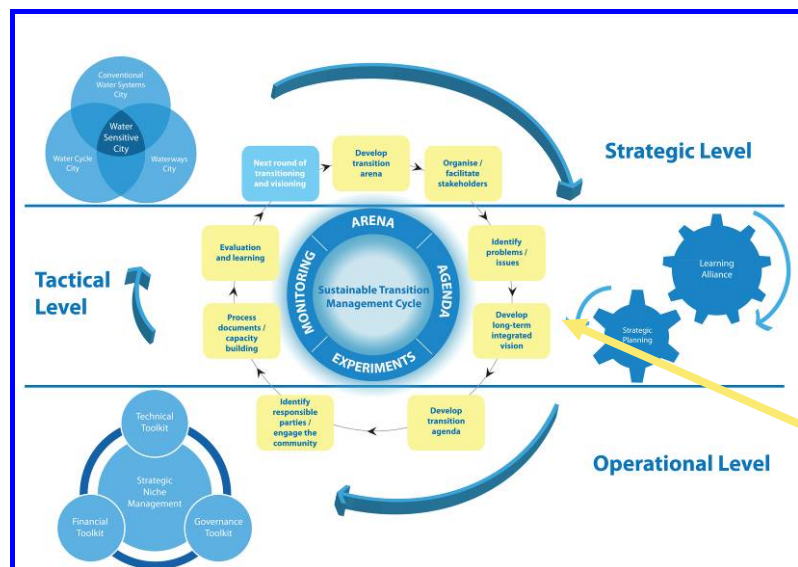 Conventional
Water Systems
City
Water
Sensitive
City
Water Cycle
City
Waterways
City
Strategic Level
Next round of
transitioning
and visioning
Develop
transition
arena
Organise /
facilitate
stakeholders
Tactical
Level
Evaluation
and learning
Process
documents /
capacity
building
ARENA
AGENDA
EXPERIMENTS
MONITORING
Sustainable Transition
Management Cycle
Identify
problems /
issues
Develop
long-term
integrated
vision
Learning
Alliance
Strategic
Planning
Identify
responsible
parties /
engage the
community
Develop
transition
agenda
Operational Level
Technical
Toolkit
Strategic
Niche
Management
Financial
Toolkit
Governance
Toolkit